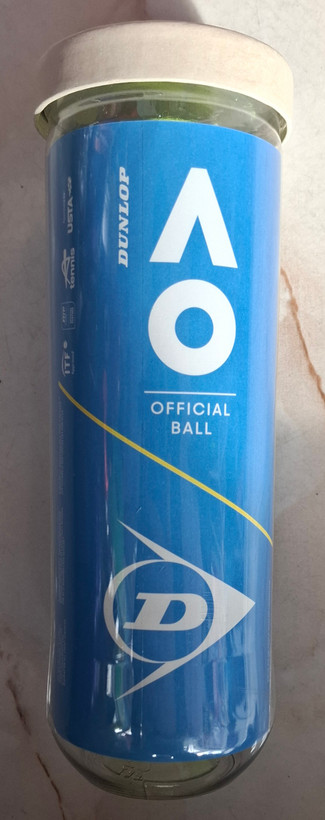 AO
OFFICIAL
BALL
DUNLOP
USTA
tennis
ITF
D